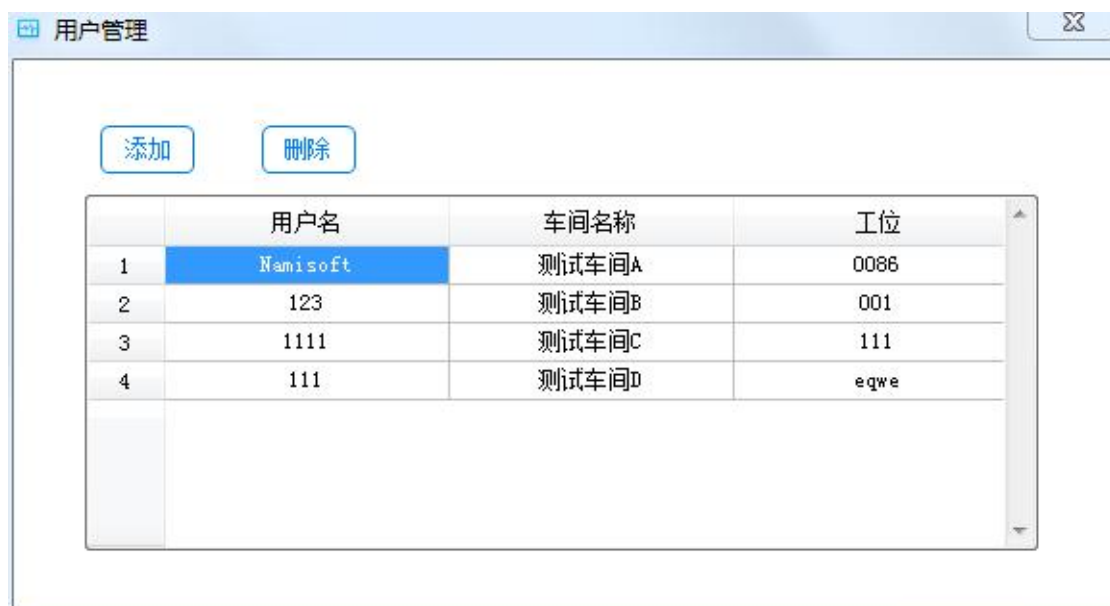 用户管理
添加 删除
用户名 车间名称 工位
1 Namisoft 测试车间A 0086
2 123 测试车间B 001
3 1111 测试车间C 111
4 111 测试车间D eqwe